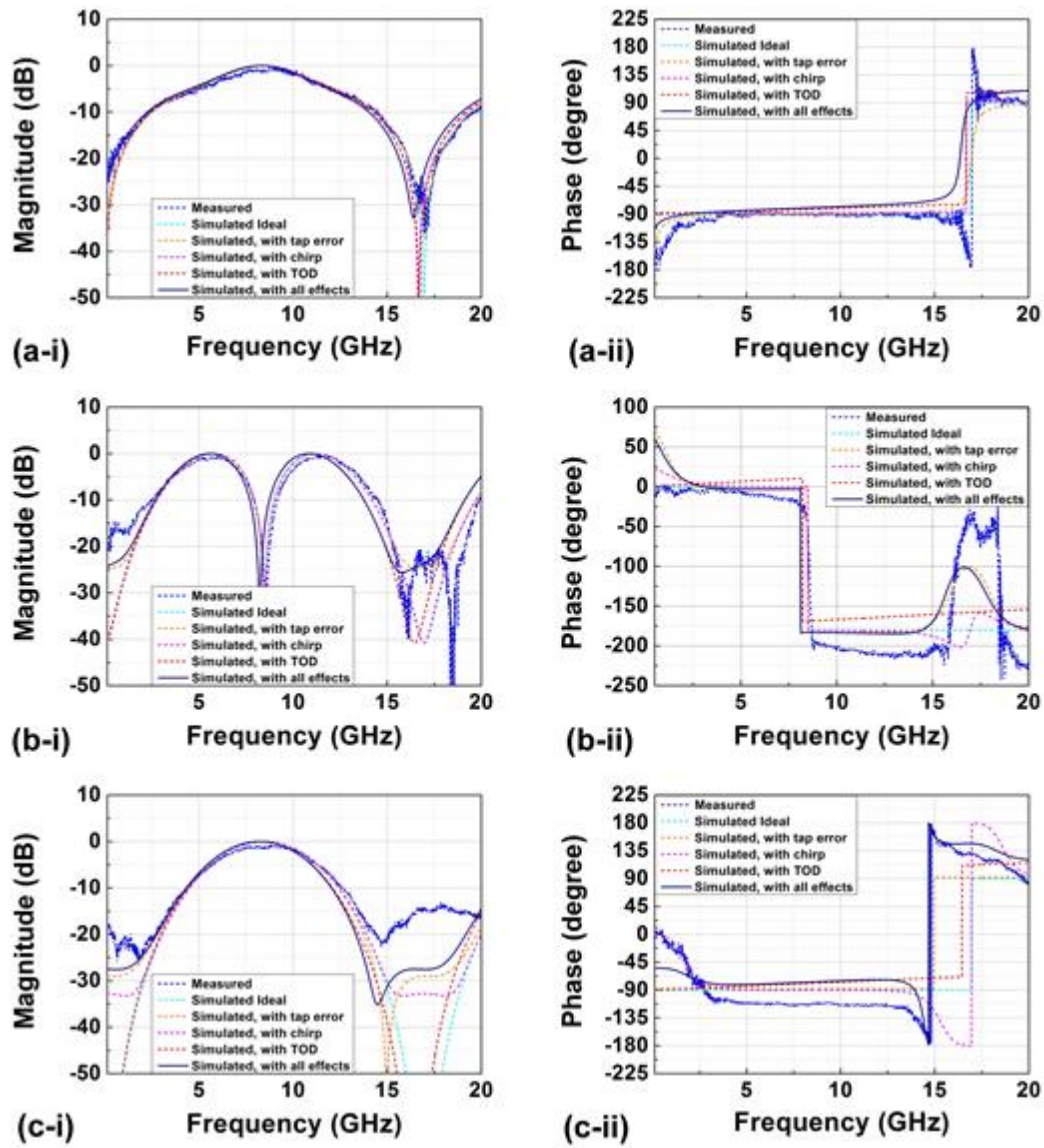 10
0
-10
-20
-30
-40
-50
Magnitude (dB)
Measured
Simulated Ideal
Simulated, with tap error
Simulated, with chirp
Simulated, with TOD
Simulated, with all effects
5 10 15 20
(a-i) Frequency (GHz)
225
180
135
90
45
0
-45
-90
-135
-180
-225
Phase (degree)
Measured
Simulated Ideal
Simulated, with tap error
Simulated, with chirp
Simulated, with TOD
Simulated, with all effects
5 10 15 20
(a-ii) Frequency (GHz)
10
0
-10
-20
-30
-40
-50
Magnitude (dB)
Measured
Simulated Ideal
Simulated, with tap error
Simulated, with chirp
Simulated, with TOD
Simulated, with all effects
5 10 15 20
(b-i) Frequency (GHz)
100
50
0
-50
-100
-150
-200
-250
Phase (degree)
Measured
Simulated Ideal
Simulated, with tap error
Simulated, with chirp
Simulated, with TOD
Simulated, with all effects
5 10 15 20
(b-ii) Frequency (GHz)
10
0
-10
-20
-30
-40
-50
Magnitude (dB)
Measured
Simulated Ideal
Simulated, with tap error
Simulated, with chirp
Simulated, with TOD
Simulated, with all effects
5 10 15 20
(c-i) Frequency (GHz)
225
180
135
90
45
0
-45
-90
-135
-180
-225
Phase (degree)
Measured
Simulated Ideal
Simulated, with tap error
Simulated, with chirp
Simulated, with TOD
Simulated, with all effects
5 10 15 20
(c-ii) Frequency (GHz)